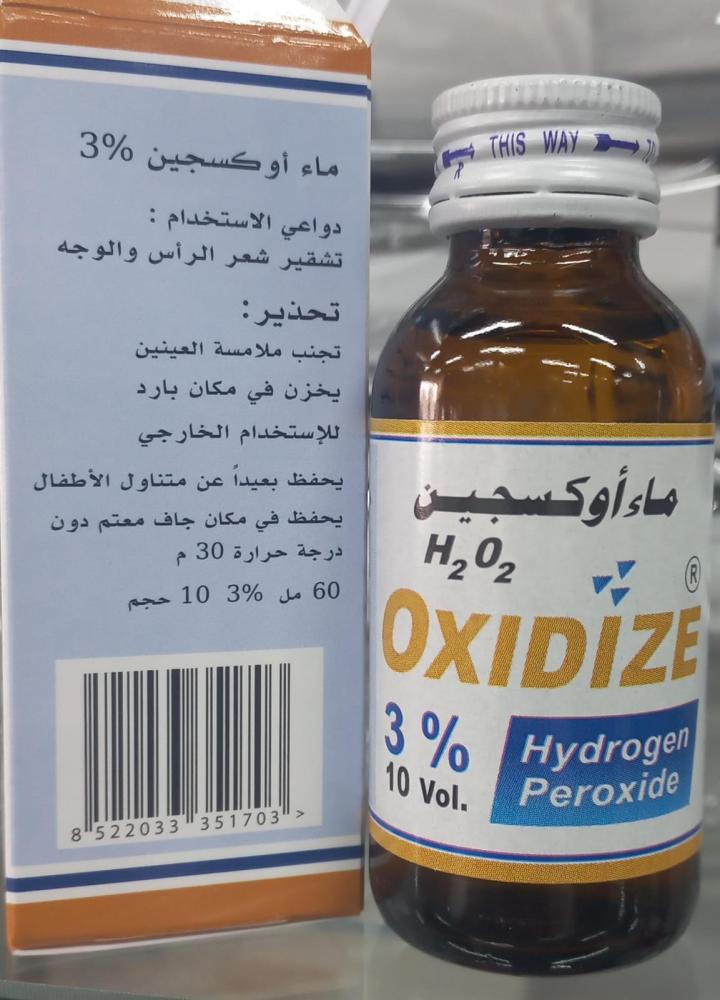 ماء أوكسجين 3%
دواعي الاستخدام :
تشقير شعر الرأس والوجه
تحذير :
تجنب ملامسة العينين
يخزن في مكان بارد
للإستخدام الخارجي
يحفظ بعيداً عن متناول الأطفال
يحفظ في مكان جاف معتم دون
درجة حرارة 30 م
60 مل 3% 10 حجم
8 522033 351703 >
THIS WAY
ماء أوكسجين
H₂O₂
®
OXIDIZE
3 %
10 Vol.
Hydrogen
Peroxide